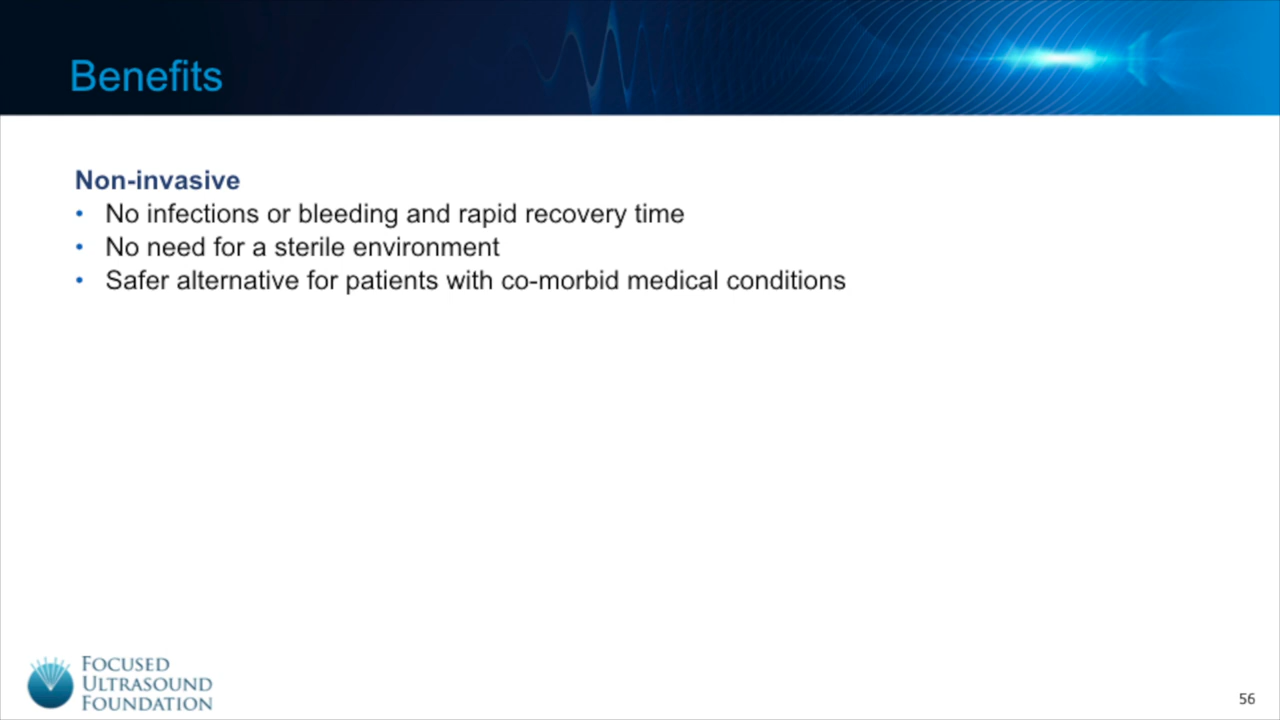 Benefits
Non-invasive
• No infections or bleeding and rapid recovery time
• No need for a sterile environment
• Safer alternative for patients with co-morbid medical conditions
FOCUSED
ULTRASOUND
FOUNDATION
56